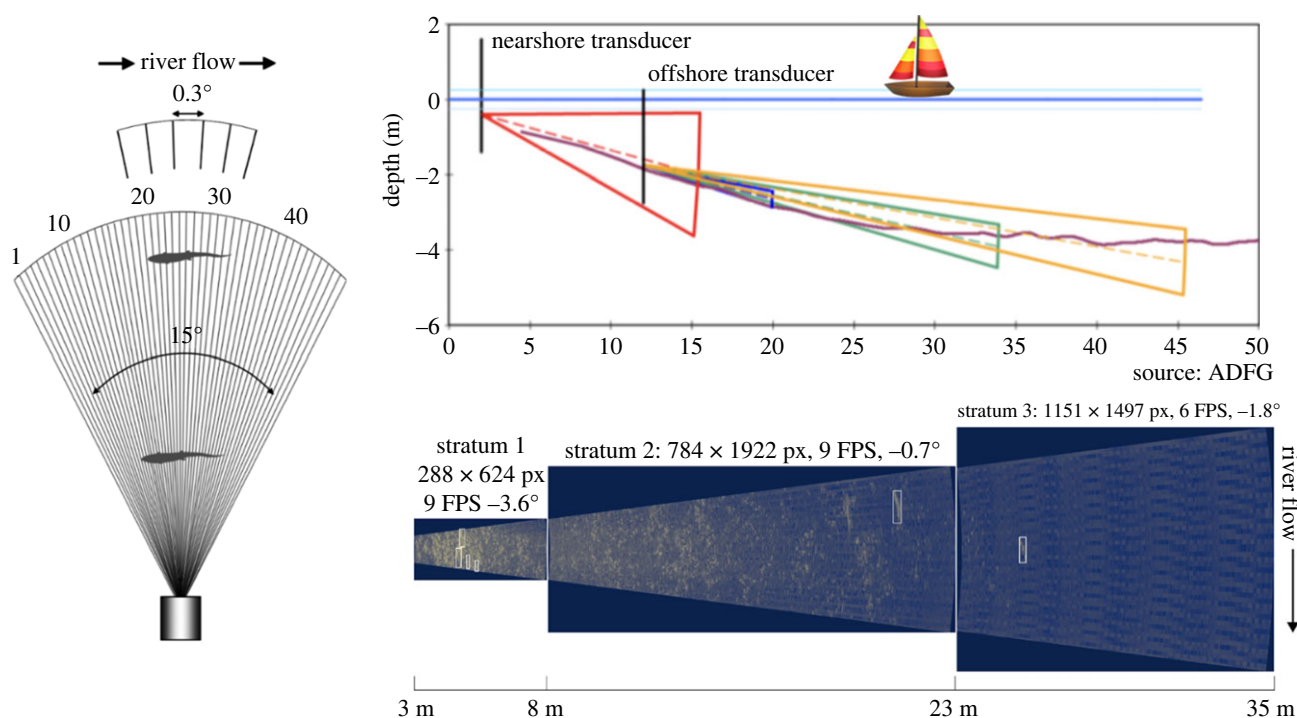 river flow
0.3°
20
30
10
40
1
15°
2
nearshore transducer
offshore transducer
0
depth (m)
–2
–4
–6
0
5
10
15
20
25
30
35
40
45
50
source: ADFG
stratum 1
288 × 624 px
9 FPS –3.6°
stratum 2: 784 × 1922 px, 9 FPS, –0.7°
stratum 3: 1151 × 1497 px, 6 FPS, –1.8°
river flow
3 m
8 m
23 m
35 m